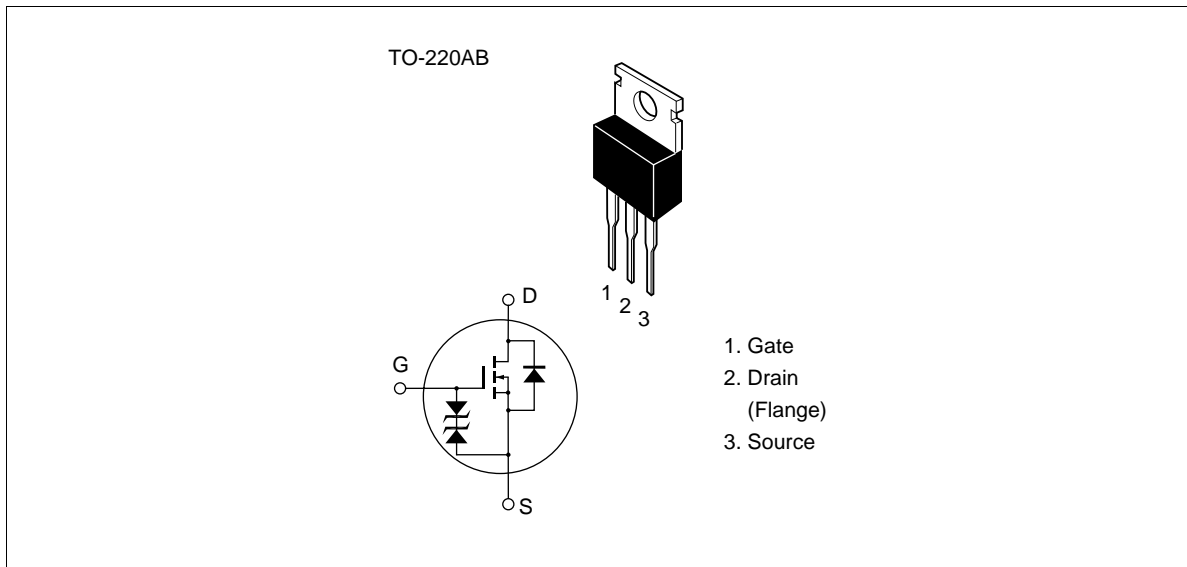 TO-220AB
1
2
3
D
G
S
1. Gate
2. Drain
(Flange)
3. Source